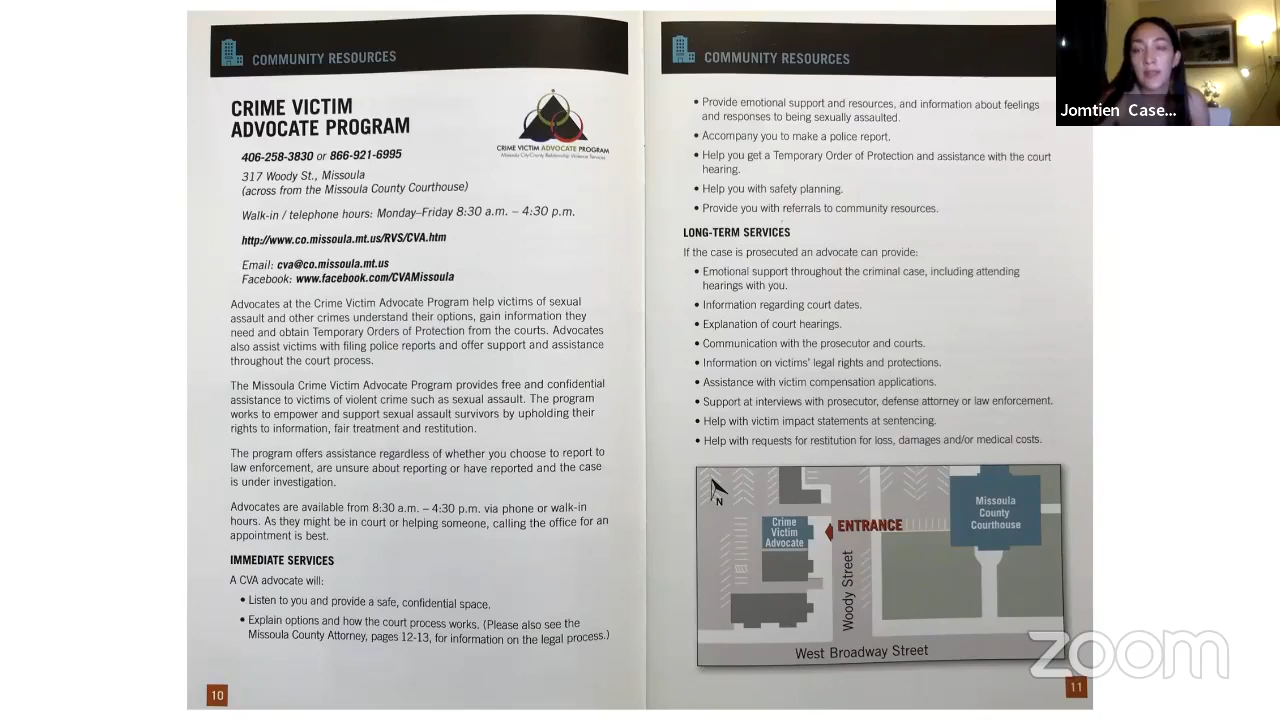 COMMUNITY RESOURCES
CRIME VICTIM
ADVOCATE PROGRAM
406-258-3830 or 866-921-6995
317 Woody St., Missoula
(across from the Missoula County Courthouse)
Walk-in / telephone hours: Monday–Friday 8:30 a.m. – 4:30 p.m.
http://www.co.missoula.mt.us/RVS/CVA.htm
Email: cva@co.missoula.mt.us
Facebook: www.facebook.com/CVAMissoula
CRIME VICTIM ADVOCATE PROGRAM
Missoula City/County Relationship Violence Services
Advocates at the Crime Victim Advocate Program help victims of sexual
assault and other crimes understand their options, gain information they
need and obtain Temporary Orders of Protection from the courts. Advocates
also assist victims with filing police reports and offer support and assistance
throughout the court process.
The Missoula Crime Victim Advocate Program provides free and confidential
assistance to victims of violent crime such as sexual assault. The program
works to empower and support sexual assault survivors by upholding their
rights to information, fair treatment and restitution.
The program offers assistance regardless of whether you choose to report to
law enforcement, are unsure about reporting or have reported and the case
is under investigation.
Advocates are available from 8:30 a.m. – 4:30 p.m. via phone or walk-in
hours. As they might be in court or helping someone, calling the office for an
appointment is best.
IMMEDIATE SERVICES
A CVA advocate will:
• Listen to you and provide a safe, confidential space.
• Explain options and how the court process works. (Please also see the
Missoula County Attorney, pages 12-13, for information on the legal process.)
10
COMMUNITY RESOURCES
• Provide emotional support and resources, and information about feelings
and responses to being sexually assaulted.
• Accompany you to make a police report.
• Help you get a Temporary Order of Protection and assistance with the court
hearing.
• Help you with safety planning.
• Provide you with referrals to community resources.
LONG-TERM SERVICES
If the case is prosecuted an advocate can provide:
• Emotional support throughout the criminal case, including attending
hearings with you.
• Information regarding court dates.
• Explanation of court hearings.
• Communication with the prosecutor and courts.
• Information on victims' legal rights and protections.
• Assistance with victim compensation applications.
• Support at interviews with prosecutor, defense attorney or law enforcement.
• Help with victim impact statements at sentencing.
• Help with requests for restitution for loss, damages and/or medical costs.
N
Crime
Victim
Advocate
ENTRANCE
Missoula
County
Courthouse
Woody Street
West Broadway Street
11
Jomtien Case...
zoom